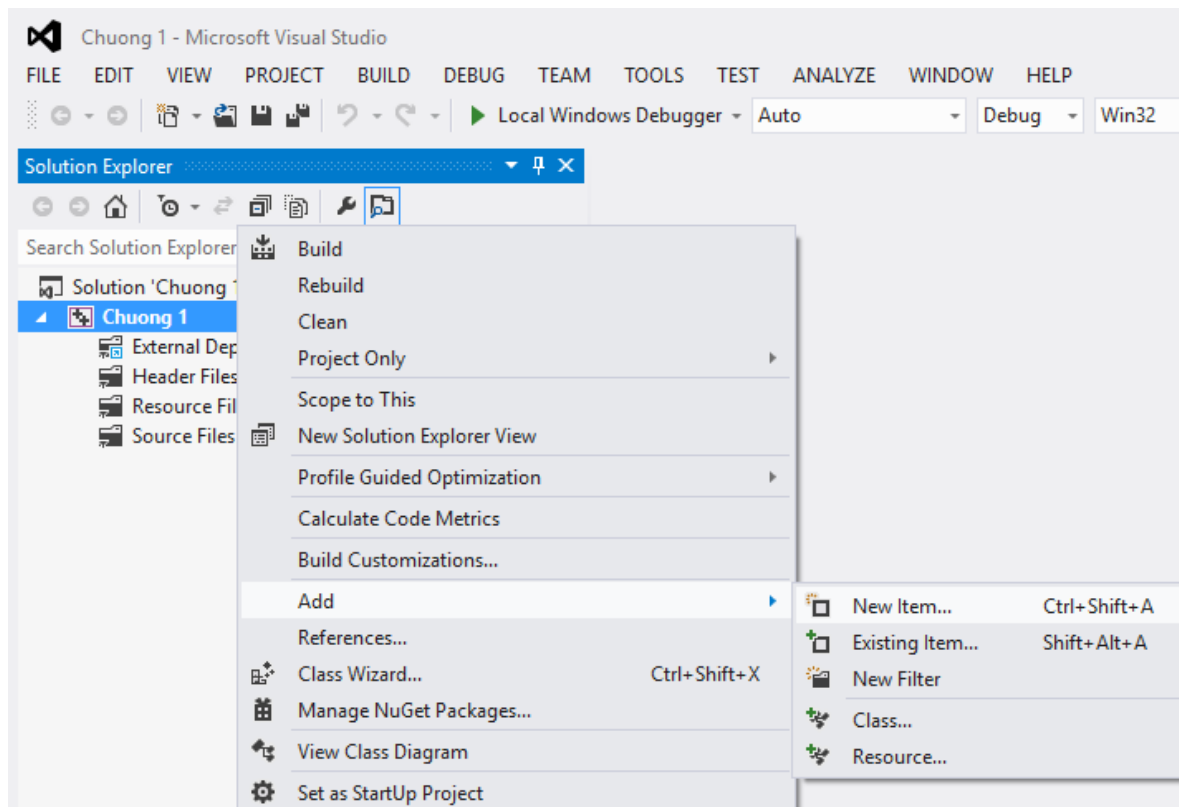 Chuong 1 - Microsoft Visual Studio
FILE EDIT VIEW PROJECT BUILD DEBUG TEAM TOOLS TEST ANALYZE WINDOW HELP
Local Windows Debugger Auto Debug Win32
Solution Explorer
Search Solution Explorer
Solution 'Chuong 1
Chuong 1
External Dep
Header Files
Resource Fil
Source Files
Build
Rebuild
Clean
Project Only
Scope to This
New Solution Explorer View
Profile Guided Optimization
Calculate Code Metrics
Build Customizations...
Add
References...
Class Wizard... Ctrl+Shift+X
Manage NuGet Packages...
View Class Diagram
Set as StartUp Project
New Item... Ctrl+Shift+A
Existing Item... Shift+Alt+A
New Filter
Class...
Resource...